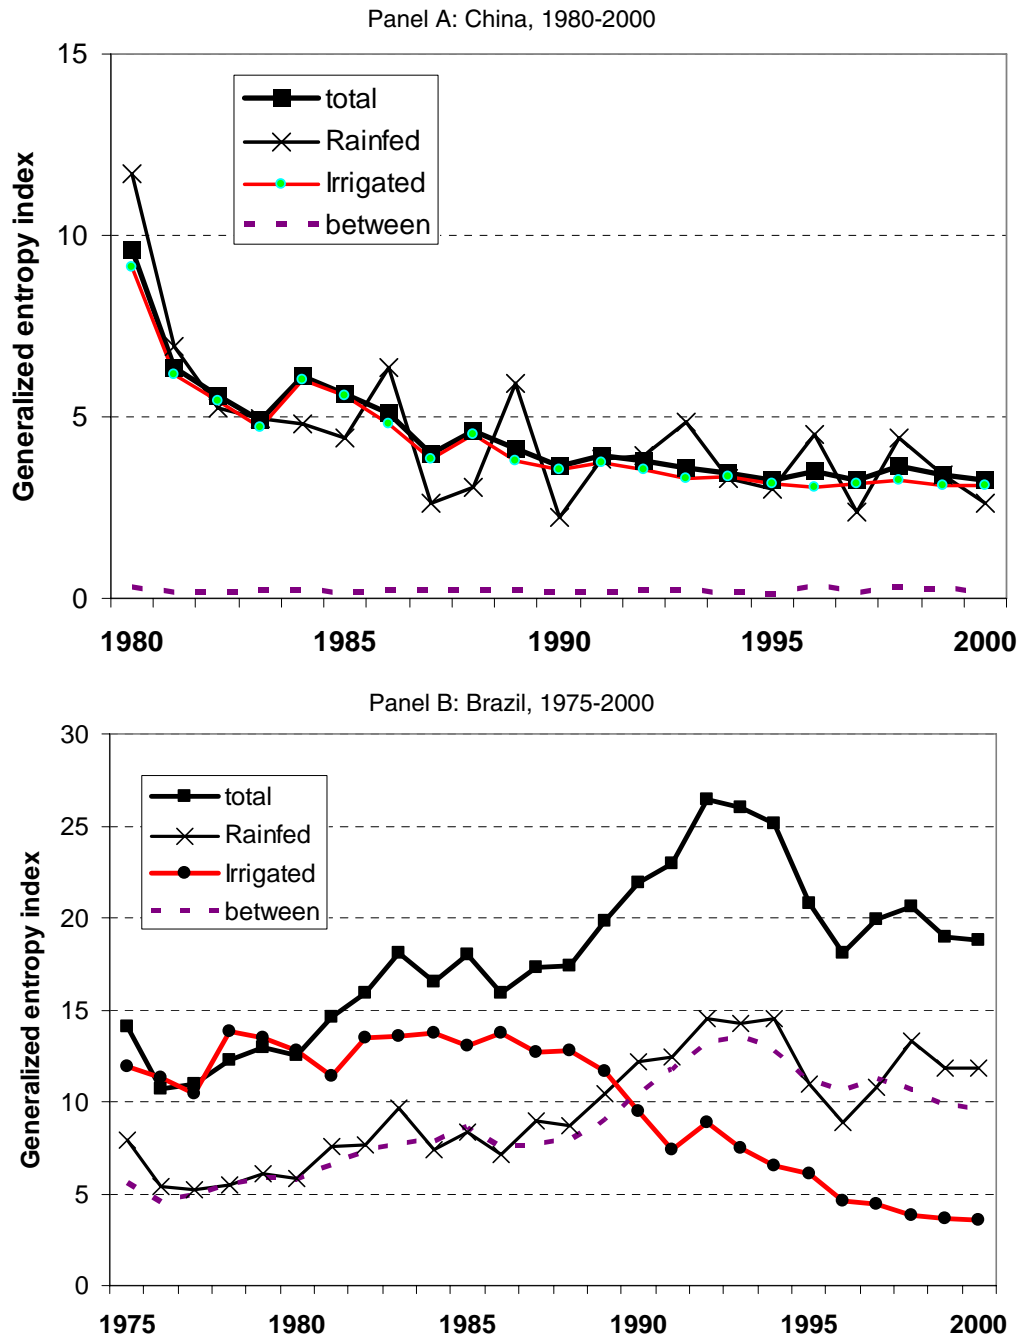 Panel A: China, 1980-2000
15
10
5
0
Generalized entropy index
total
Rainfed
Irrigated
between
1980 1985 1990 1995 2000
Panel B: Brazil, 1975-2000
30
25
20
15
10
5
0
Generalized entropy index
total
Rainfed
Irrigated
between
1975 1980 1985 1990 1995 2000